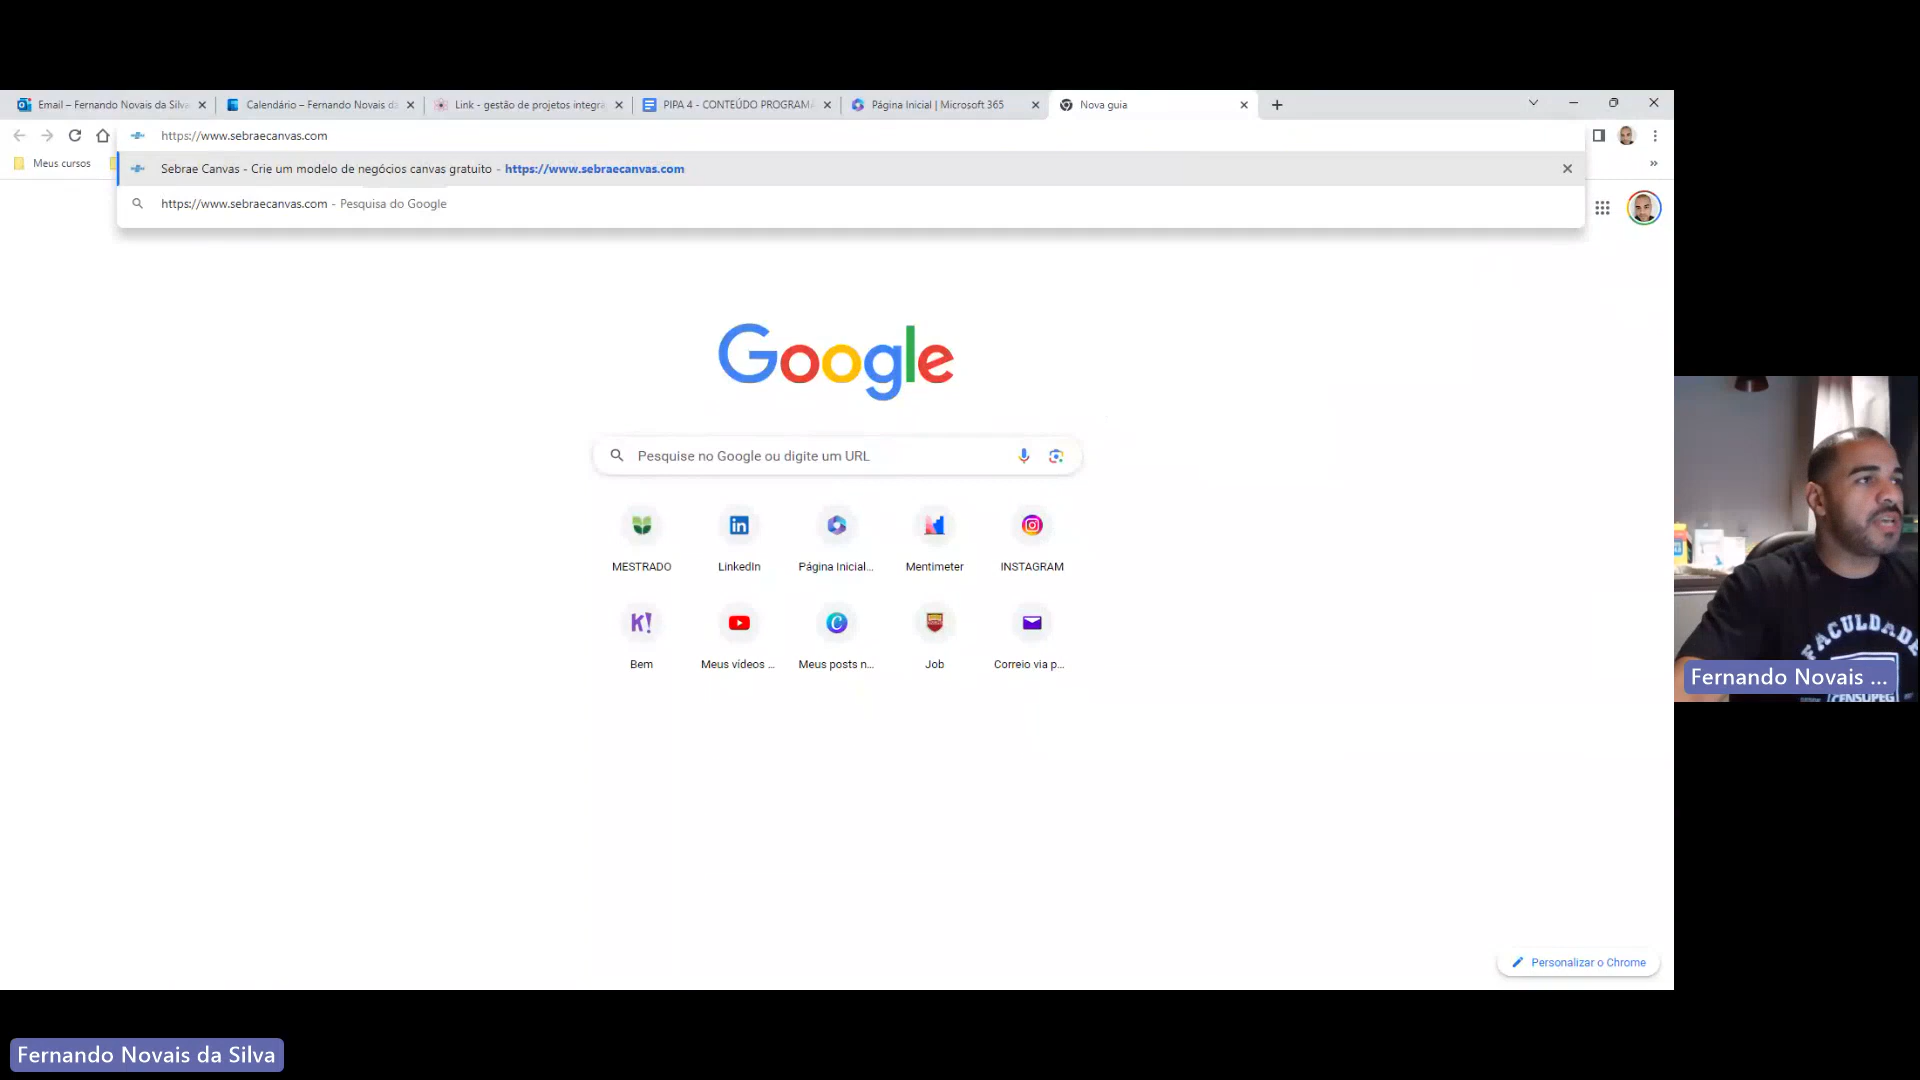 Email – Fernando Novais da Silva
Calendário – Fernando Novais da
Link - gestão de projetos integra
PIPA 4 - CONTEÚDO PROGRAM
Página Inicial | Microsoft 365
Nova guia
https://www.sebraecanvas.com
Meus cursos
Sebrae Canvas - Crie um modelo de negócios canvas gratuito - https://www.sebraecanvas.com
https://www.sebraecanvas.com - Pesquisa do Google
Google
Pesquise no Google ou digite um URL
MESTRADO
LinkedIn
Página Inicial...
Mentimeter
INSTAGRAM
K!
Bem
Meus vídeos ...
Meus posts n...
Job
Correio via p...
Personalizar o Chrome
FACULDADE
CENSUPEG
Fernando Novais ...
Fernando Novais da Silva